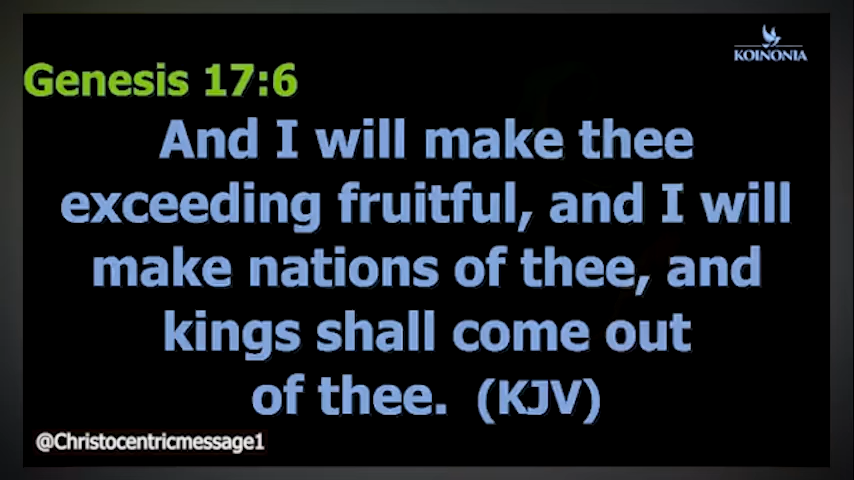 KOINONIA
Genesis 17:6
And I will make thee
exceeding fruitful, and I will
make nations of thee, and
kings shall come out
of thee. (KJV)
@Christocentricmessage1